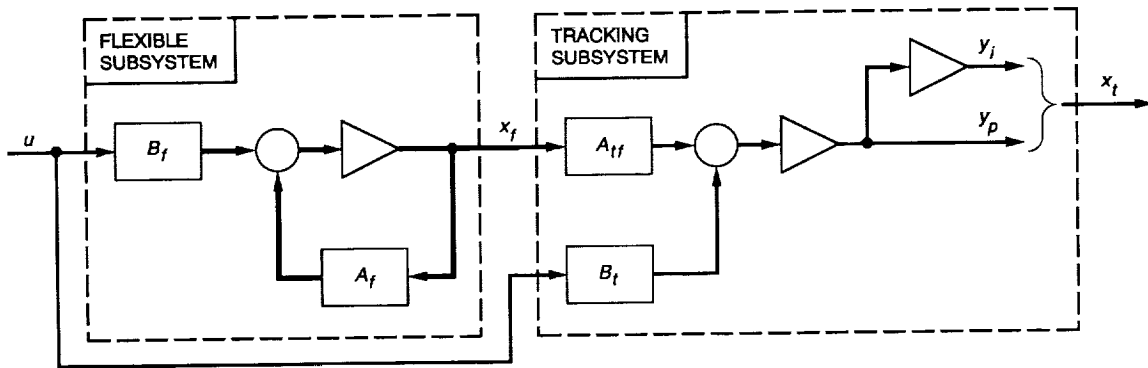 FLEXIBLE
SUBSYSTEM
TRACKING
SUBSYSTEM
y_i
x_t
u
B_f
x_f
A_tf
y_p
A_f
B_t